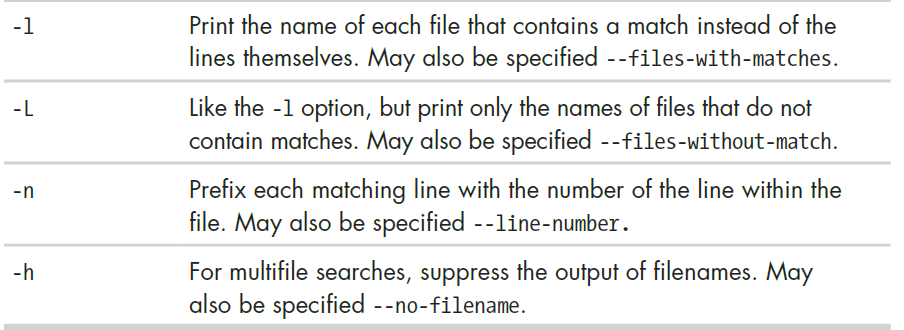 -l Print the name of each file that contains a match instead of the
lines themselves. May also be specified --files-with-matches.
-L Like the -l option, but print only the names of files that do not
contain matches. May also be specified --files-without-match.
-n Prefix each matching line with the number of the line within the
file. May also be specified --line-number.
-h For multifile searches, suppress the output of filenames. May
also be specified --no-filename.